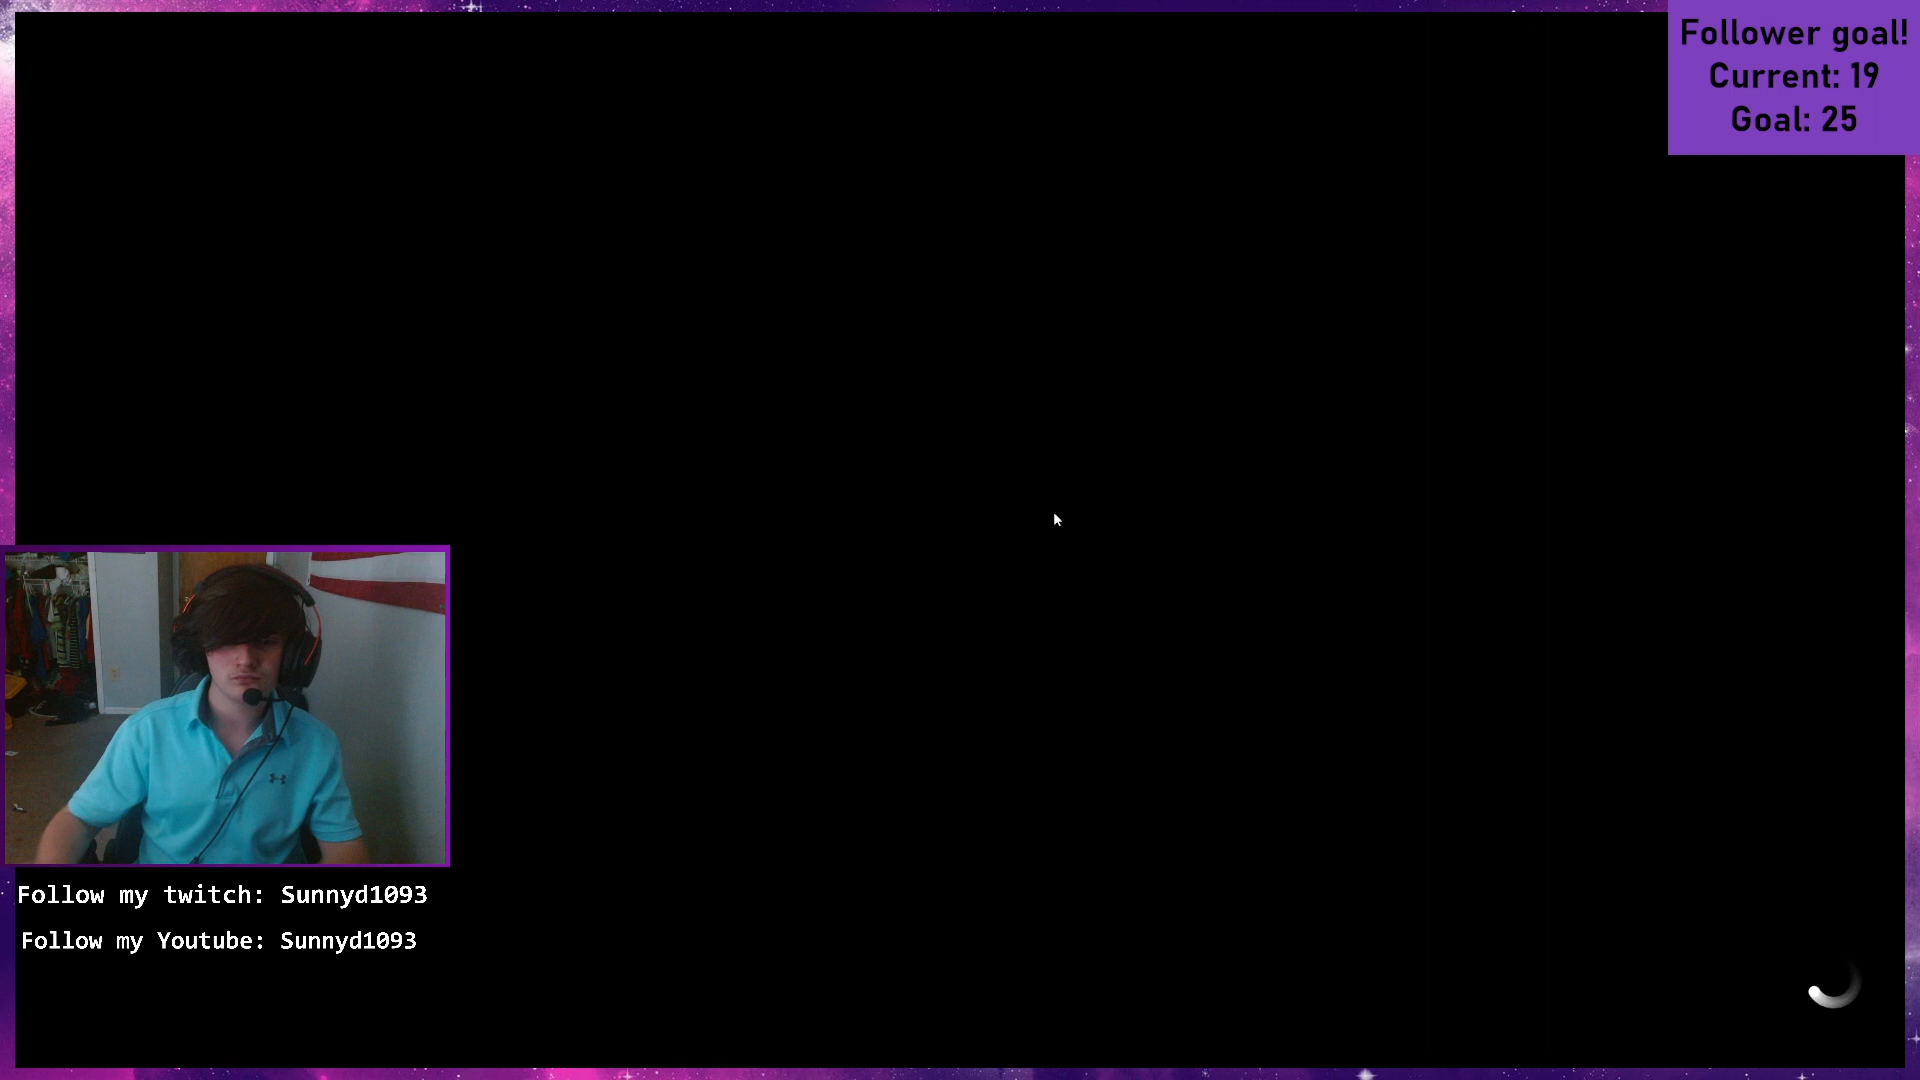 Follower goal!
Current: 19
Goal: 25
Follow my twitch: Sunnyd1093
Follow my Youtube: Sunnyd1093